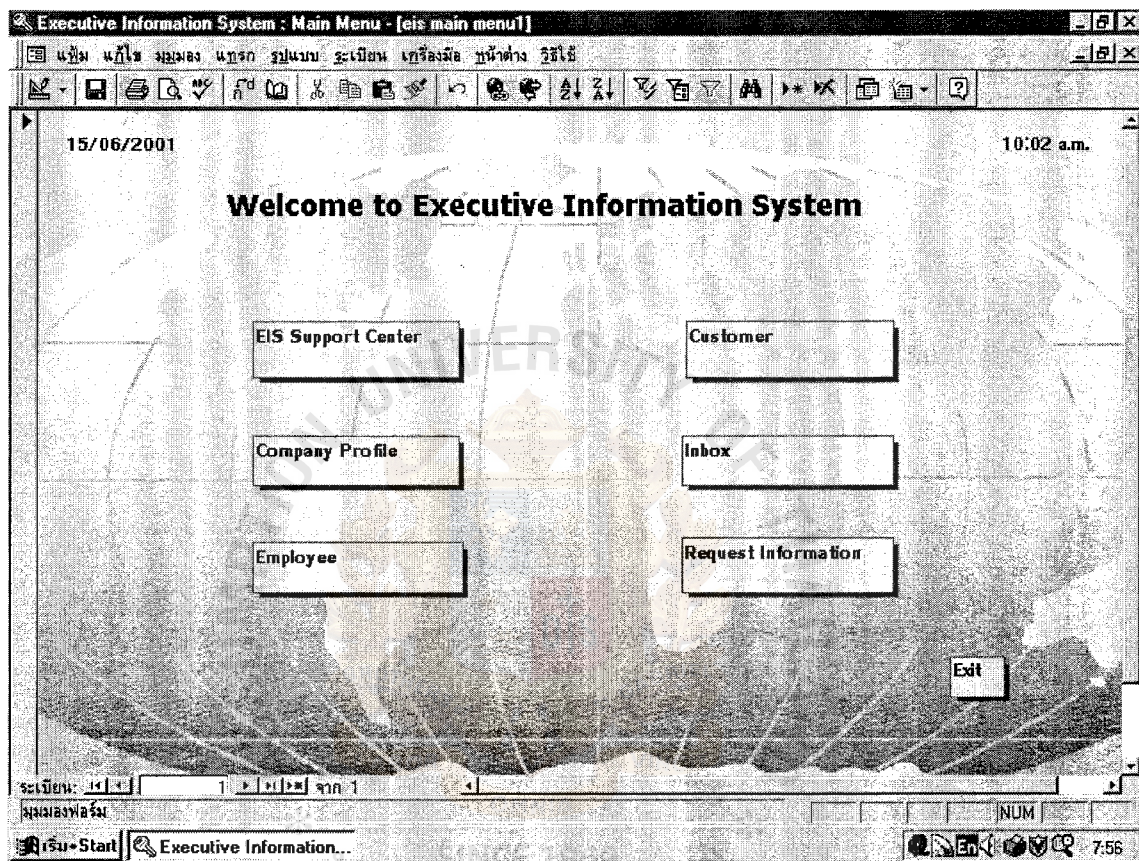 Executive Information System : Main Menu - [eis main menu1]
แฟ้ม แก้ไข มุมมอง แทรก รูปแบบ ระเบียน เครื่องมือ หน้าต่าง วิธีใช้
15/06/2001 10:02 a.m.
Welcome to Executive Information System
EIS Support Center Customer
Company Profile Inbox
Employee Request Information
Exit
ระเบียน: 1 จาก 1
มุมมองฟอร์ม NUM
เริ่ม•Start Executive Information... En 7:56